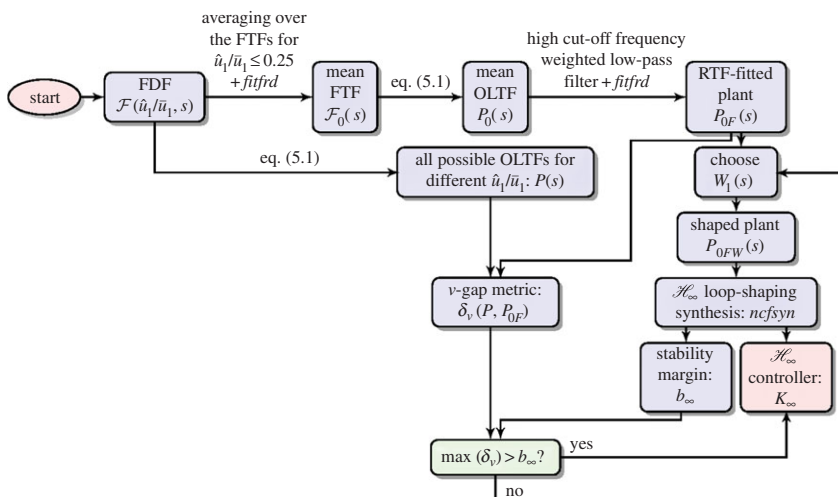 averaging over
the FTFs for
û₁/ū₁ ≤ 0.25
+ fitfrd
high cut-off frequency
weighted low-pass
filter + fitfrd
start
FDF
ℱ(û₁/ū₁, s)
mean
FTF
ℱ₀(s)
eq. (5.1)
mean
OLTF
P₀(s)
RTF-fitted
plant
P₀F(s)
eq. (5.1)
all possible OLTFs for
different û₁/ū₁: P(s)
choose
W₁(s)
shaped plant
P₀FW(s)
ν-gap metric:
δᵥ(P, P₀F)
ℋ∞ loop-shaping
synthesis: ncfsyn
stability
margin:
b∞
ℋ∞
controller:
K∞
max (δᵥ) > b∞?
yes
no